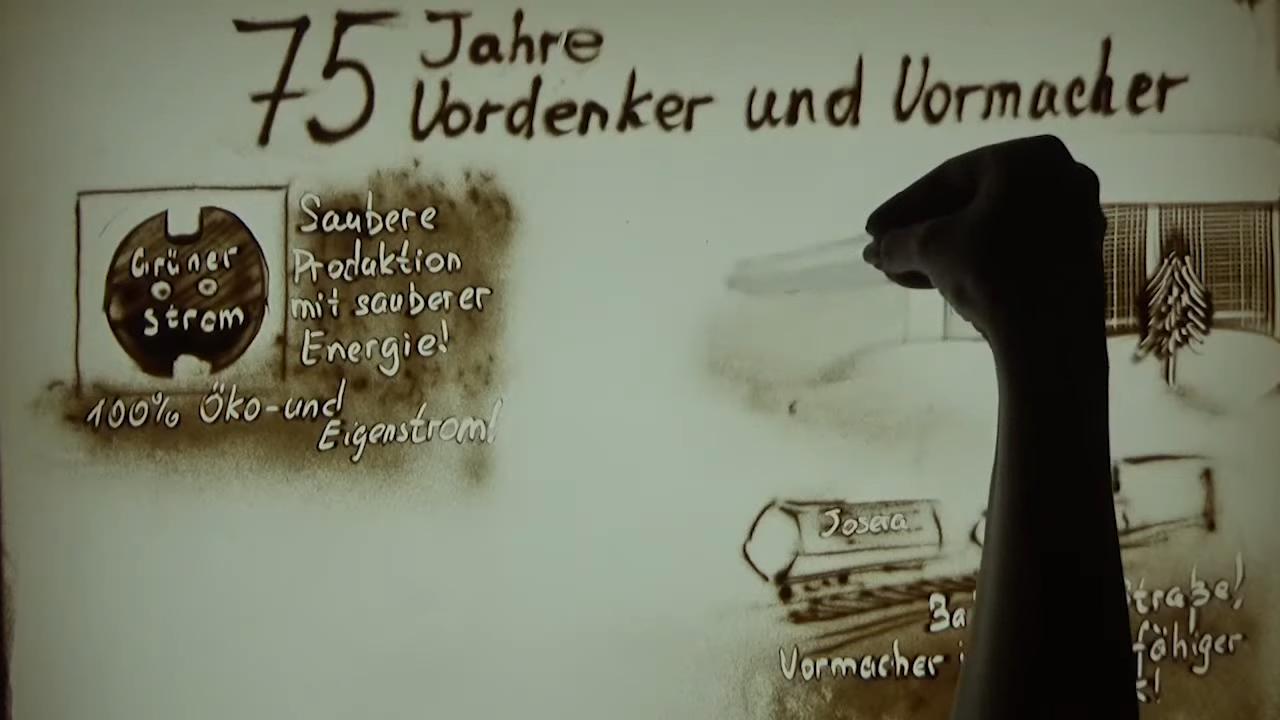 75 Jahre
Vordenker und Vormacher
Grüner
Strom
Saubere
Produktion
mit sauberer
Energie!
100% Öko-und
Eigenstrom!
Josera
Vormacher